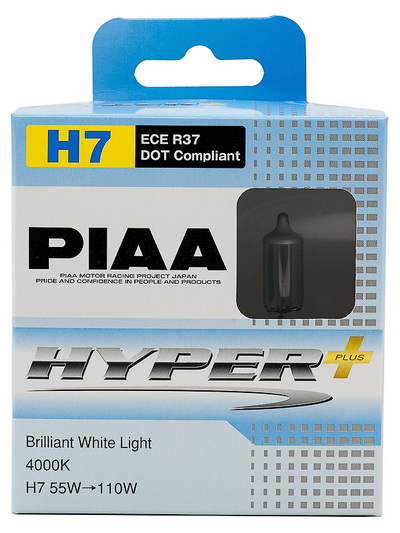 H7
ECE R37
DOT Compliant
PIAA
PIAA MOTOR RACING PROJECT JAPAN
PRIDE AND CONFIDENCE IN PEOPLE AND PRODUCTS
HYPER+
PLUS
Brilliant White Light
4000K
H7 55W→110W